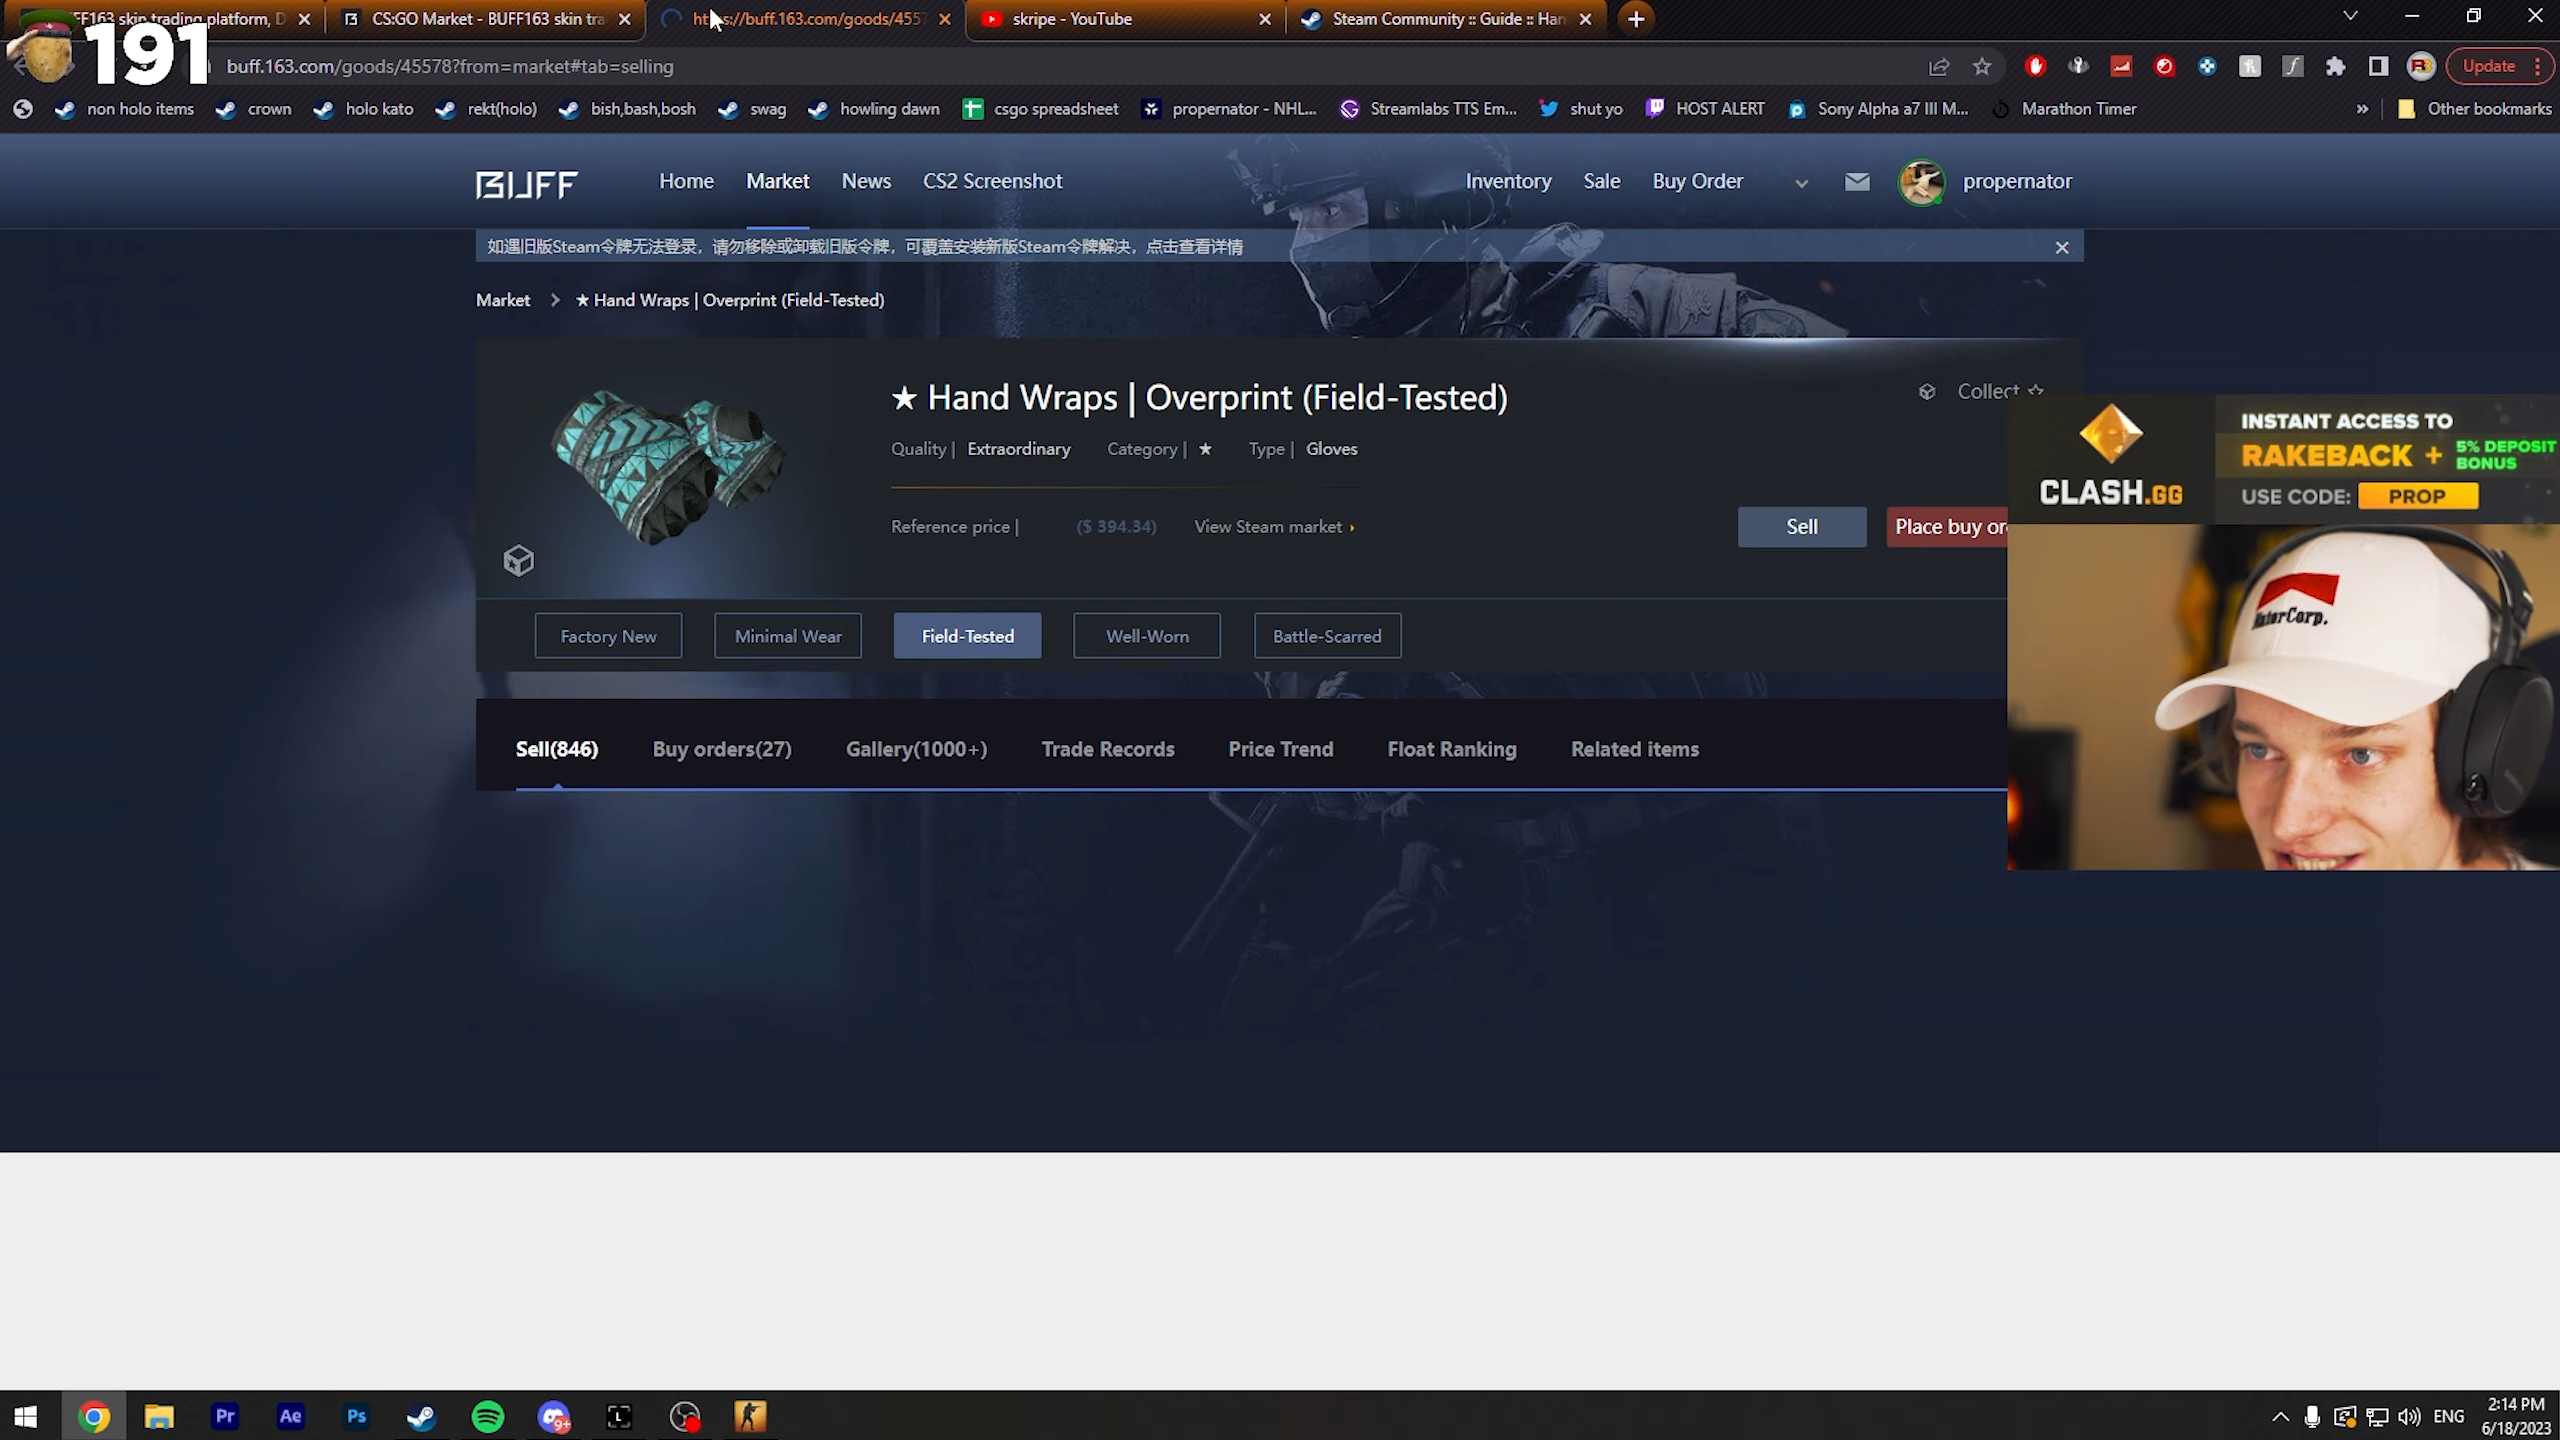 FF163 skin trading platform, D
CS:GO Market - BUFF163 skin tra
https://buff.163.com/goods/4557
skripe - YouTube
Steam Community :: Guide :: Han
191
buff.163.com/goods/45578?from=market#tab=selling
Update
non holo items
crown
holo kato
rekt(holo)
bish,bash,bosh
swag
howling dawn
csgo spreadsheet
propernator - NHL...
Streamlabs TTS Em...
shut yo
HOST ALERT
Sony Alpha a7 III M...
Marathon Timer
»
Other bookmarks
BUFF
Home
Market
News
CS2 Screenshot
Inventory
Sale
Buy Order
propernator
如遇旧版Steam令牌无法登录，请勿移除或卸载旧版令牌，可覆盖安装新版Steam令牌解决，点击查看详情
Market > ★ Hand Wraps | Overprint (Field-Tested)
★ Hand Wraps | Overprint (Field-Tested)
Collect
Quality | Extraordinary Category | ★ Type | Gloves
Reference price | ($ 394.34) View Steam market
Sell
Place buy or
INSTANT ACCESS TO
RAKEBACK + 5% DEPOSIT BONUS
USE CODE: PROP
CLASH.GG
Factory New
Minimal Wear
Field-Tested
Well-Worn
Battle-Scarred
Sell(846)
Buy orders(27)
Gallery(1000+)
Trade Records
Price Trend
Float Ranking
Related items
Pr
Ae
Ps
9+
L
ENG
2:14 PM
6/18/2023